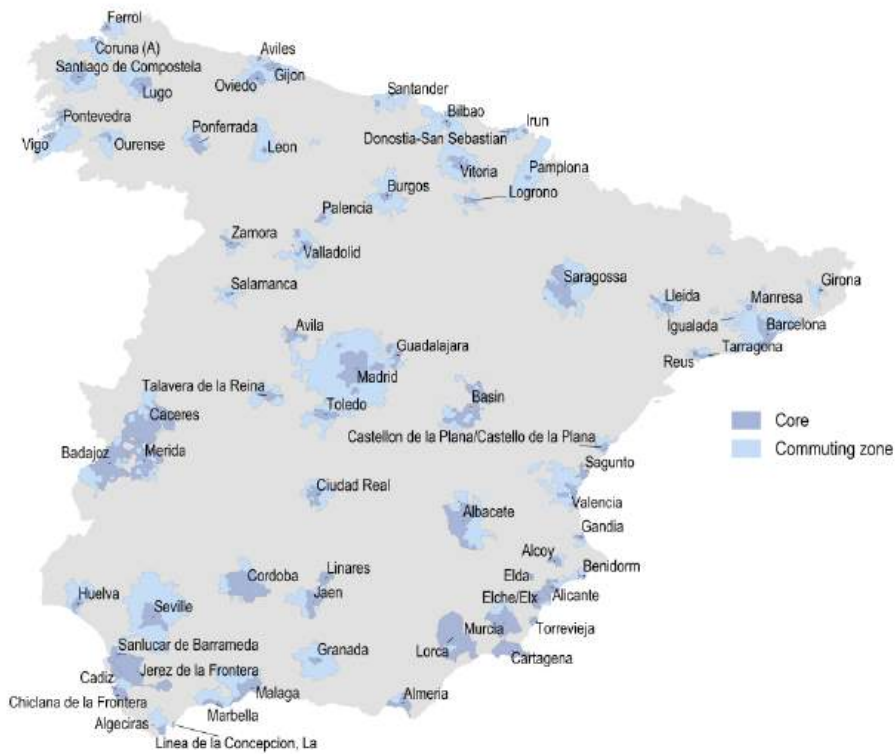 Ferrol
Coruna (A)
Santiago de Compostela
Lugo
Aviles
Oviedo
Gijon
Santander
Bilbao
Irun
Donostia-San Sebastian
Pontevedra
Vigo
Ourense
Ponferrada
Leon
Vitoria
Pamplona
Burgos
Logrono
Palencia
Zamora
Valladolid
Salamanca
Saragossa
Lleida
Manresa
Girona
Igualada
Barcelona
Tarragona
Reus
Avila
Guadalajara
Madrid
Talavera de la Reina
Toledo
Basin
Caceres
Castellon de la Plana/Castello de la Plana
Core
Commuting zone
Badajoz
Merida
Sagunto
Ciudad Real
Valencia
Albacete
Gandia
Alcoy
Benidorm
Linares
Cordoba
Elda
Huelva
Jaen
Elche/Elx
Alicante
Seville
Murcia
Torrevieja
Sanlucar de Barrameda
Granada
Lorca
Cartagena
Cadiz
Jerez de la Frontera
Chiclana de la Frontera
Malaga
Almeria
Marbella
Algeciras
Linea de la Concepcion, La